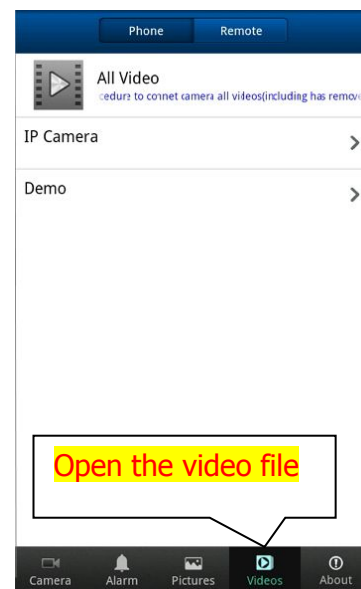 Phone Remote
All Video
cedure to connet camera all videos(including has remov
IP Camera
Demo
Open the video file
Camera Alarm Pictures Videos About